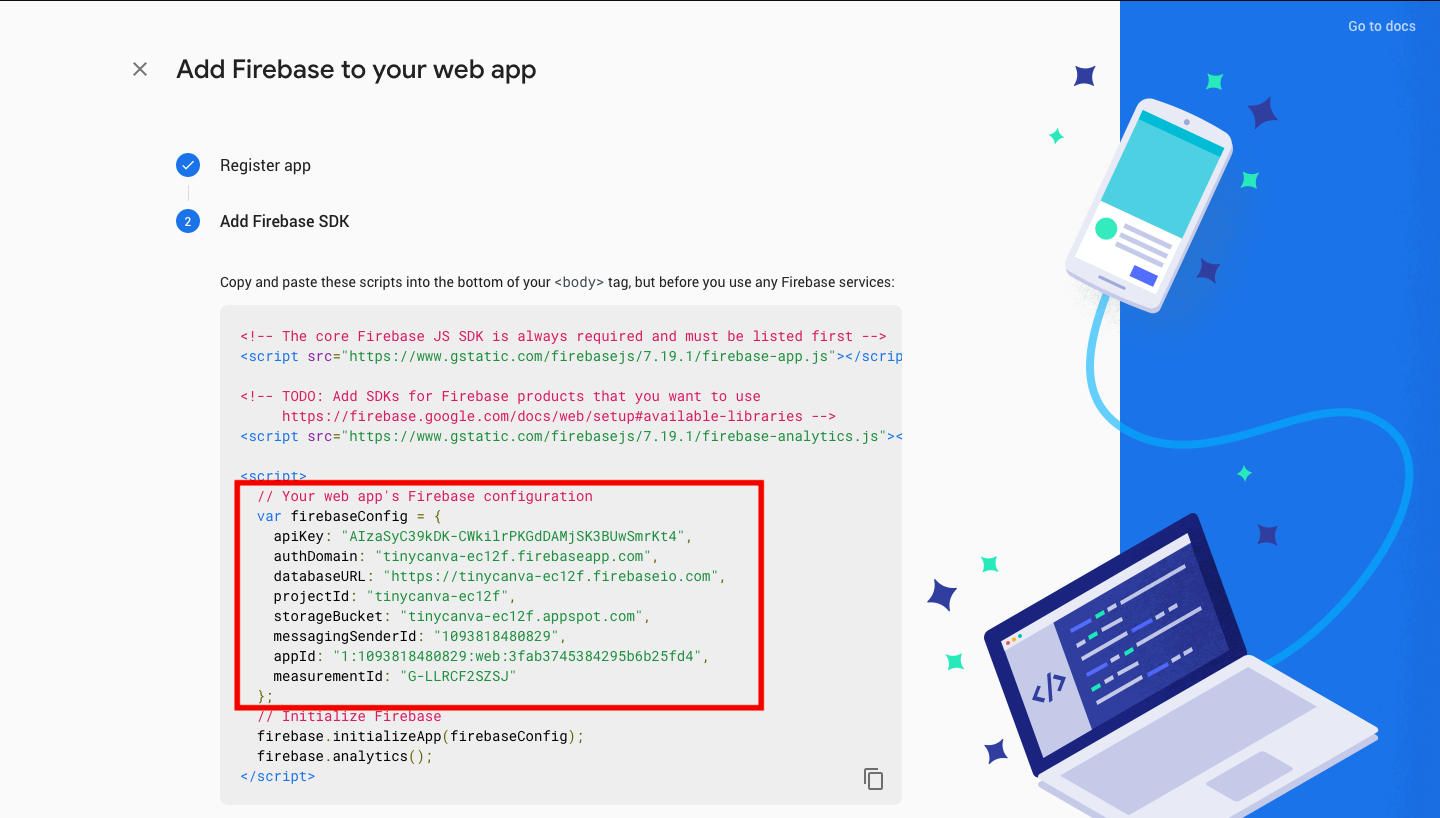 Go to docs
Add Firebase to your web app
Register app
2
Add Firebase SDK
Copy and paste these scripts into the bottom of your <body> tag, but before you use any Firebase services:
<!-- The core Firebase JS SDK is always required and must be listed first -->
<script src="https://www.gstatic.com/firebasejs/7.19.1/firebase-app.js"></scrip
<!-- TODO: Add SDKs for Firebase products that you want to use
https://firebase.google.com/docs/web/setup#available-libraries -->
<script src="https://www.gstatic.com/firebasejs/7.19.1/firebase-analytics.js"><
<script>
// Your web app's Firebase configuration
var firebaseConfig = {
apiKey: "AIzaSyC39kDK-CWkilrPKGdDAMjSK3BUwSmrKt4",
authDomain: "tinycanva-ec12f.firebaseapp.com",
databaseURL: "https://tinycanva-ec12f.firebaseio.com",
projectId: "tinycanva-ec12f",
storageBucket: "tinycanva-ec12f.appspot.com",
messagingSenderId: "1093818480829",
appId: "1:1093818480829:web:3fab3745384295b6b25fd4",
measurementId: "G-LLRCF2SZSJ"
};
// Initialize Firebase
firebase.initializeApp(firebaseConfig);
firebase.analytics();
</script>
</>